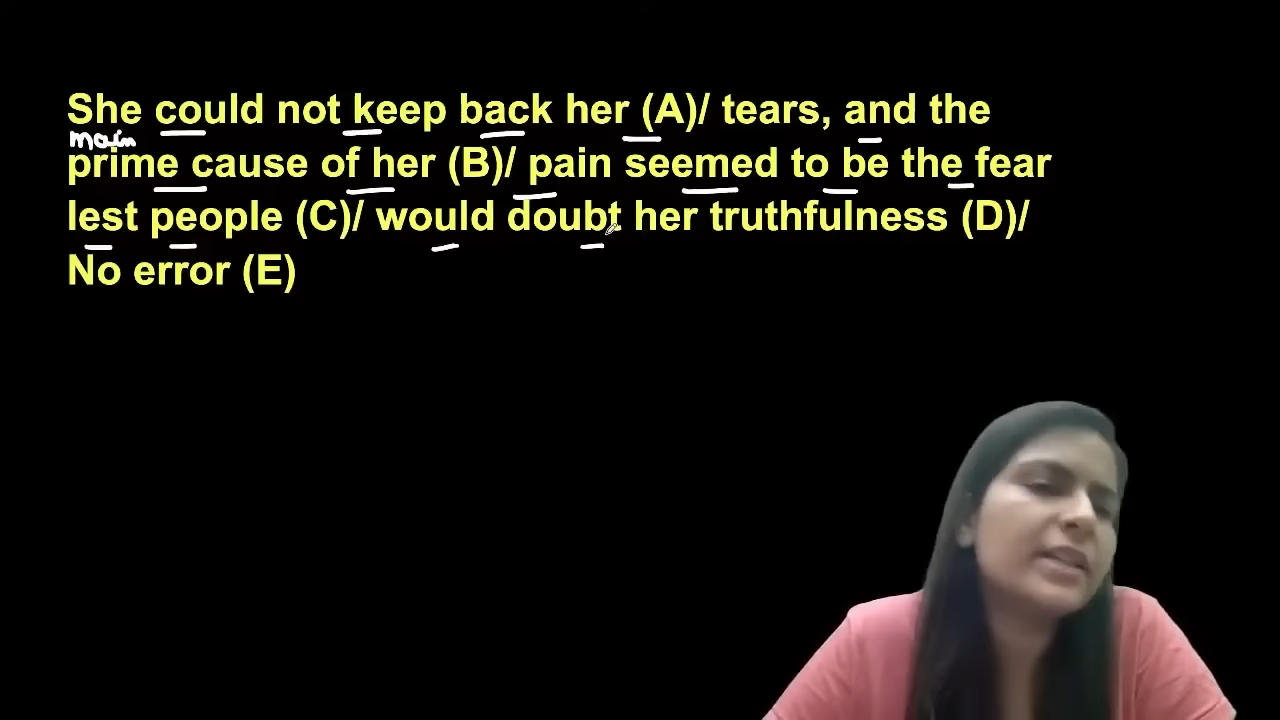 She could not keep back her (A)/ tears, and the
main
prime cause of her (B)/ pain seemed to be the fear
lest people (C)/ would doubt her truthfulness (D)/
No error (E)